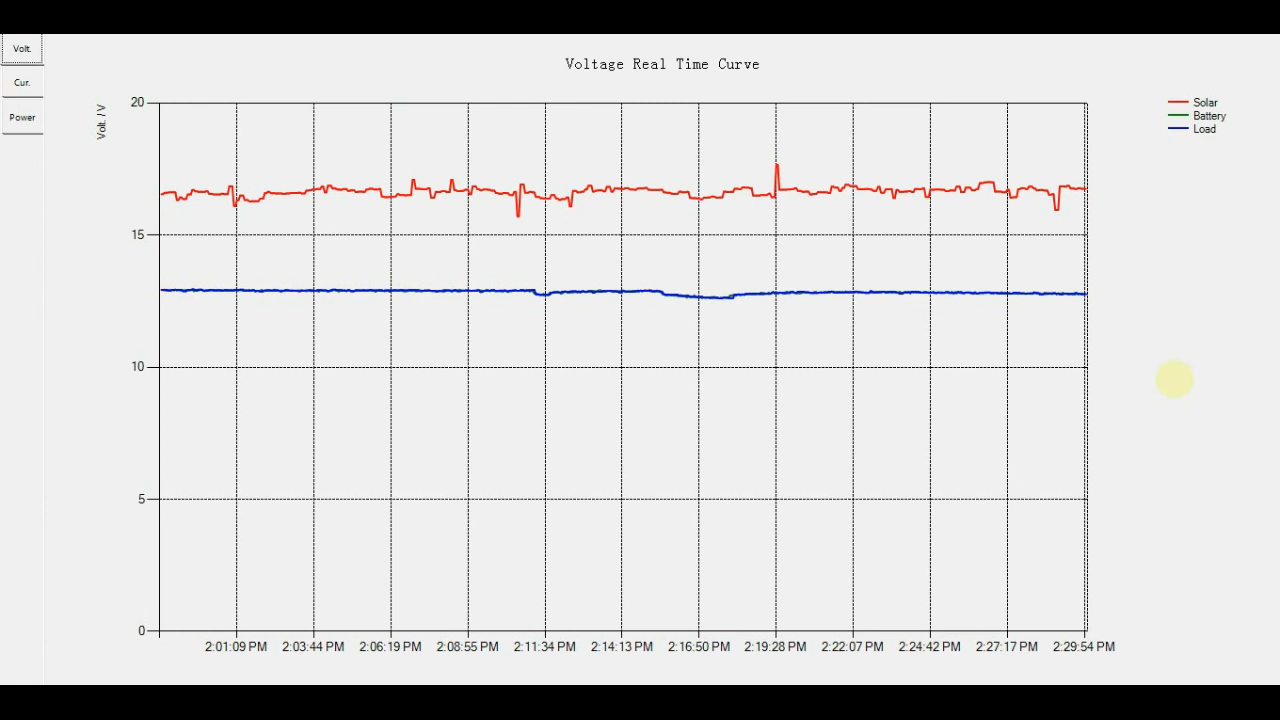 Volt.
Cur.
Power
Voltage Real Time Curve
Volt. / V
20
15
10
5
0
2:01:09 PM 2:03:44 PM 2:06:19 PM 2:08:55 PM 2:11:34 PM 2:14:13 PM 2:16:50 PM 2:19:28 PM 2:22:07 PM 2:24:42 PM 2:27:17 PM 2:29:54 PM
Solar
Battery
Load